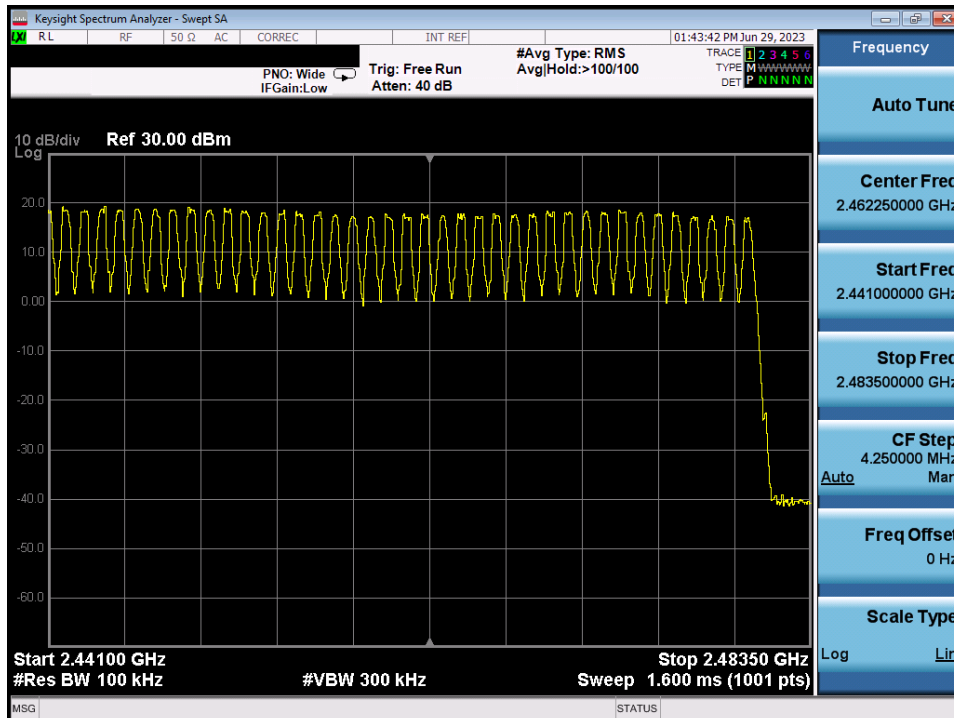 Keysight Spectrum Analyzer - Swept SA
LXI RL RF 50 Ω AC CORREC INT REF 01:43:42 PM Jun 29, 2023
PNO: Wide
IFGain:Low
Trig: Free Run
Atten: 40 dB
#Avg Type: RMS
Avg|Hold:>100/100
TRACE 1 2 3 4 5 6
TYPE M WWWWW
DET P N N N N N
10 dB/div Ref 30.00 dBm
Log
20.0
10.0
0.00
-10.0
-20.0
-30.0
-40.0
-50.0
-60.0
Start 2.44100 GHz Stop 2.48350 GHz
#Res BW 100 kHz #VBW 300 kHz Sweep 1.600 ms (1001 pts)
MSG STATUS
Frequency
Auto Tune
Center Freq
2.462250000 GHz
Start Freq
2.441000000 GHz
Stop Freq
2.483500000 GHz
CF Step
4.250000 MHz
Auto Man
Freq Offset
0 Hz
Scale Type
Log Lin